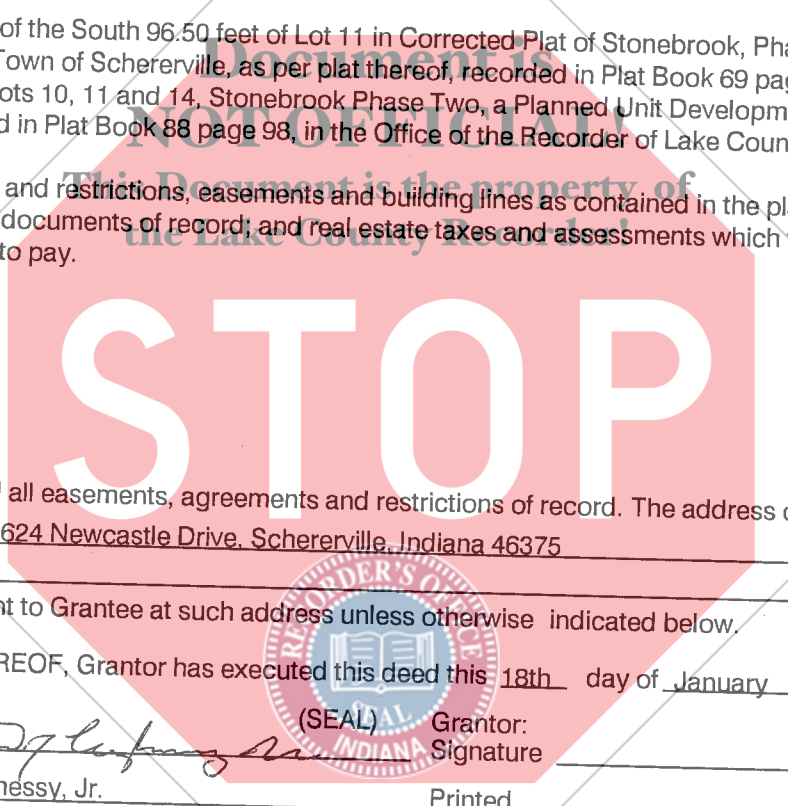 of the South 96.50 feet of Lot 11 in Corrected Plat of Stonebrook, Pha
Town of Schererville, as per plat thereof, recorded in Plat Book 69 pag
ots 10, 11 and 14, Stonebrook Phase Two, a Planned Unit Developm
d in Plat Book 88 page 98, in the Office of the Recorder of Lake Coun
Document is
NOT OFFICIAL!
This Document is the property of
the Lake County Recorder!
and restrictions, easements and building lines as contained in the pl
documents of record; and real estate taxes and assessments which
to pay.
STOP
all easements, agreements and restrictions of record. The address o
624 Newcastle Drive, Schererville, Indiana 46375
nt to Grantee at such address unless otherwise indicated below.
REOF, Grantor has executed this deed this 18th day of January
RECORDER'S OFFICE
SEAL
INDIANA
(SEAL) Grantor:
Signature
nessy, Jr.
Printed